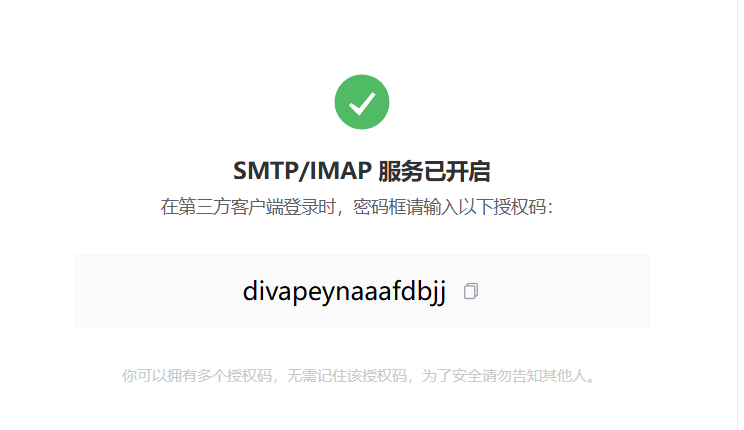 SMTP/IMAP 服务已开启
在第三方客户端登录时，密码框请输入以下授权码：
divapeynaaafdbjj
你可以拥有多个授权码，无需记住该授权码，为了安全请勿告知其他人。